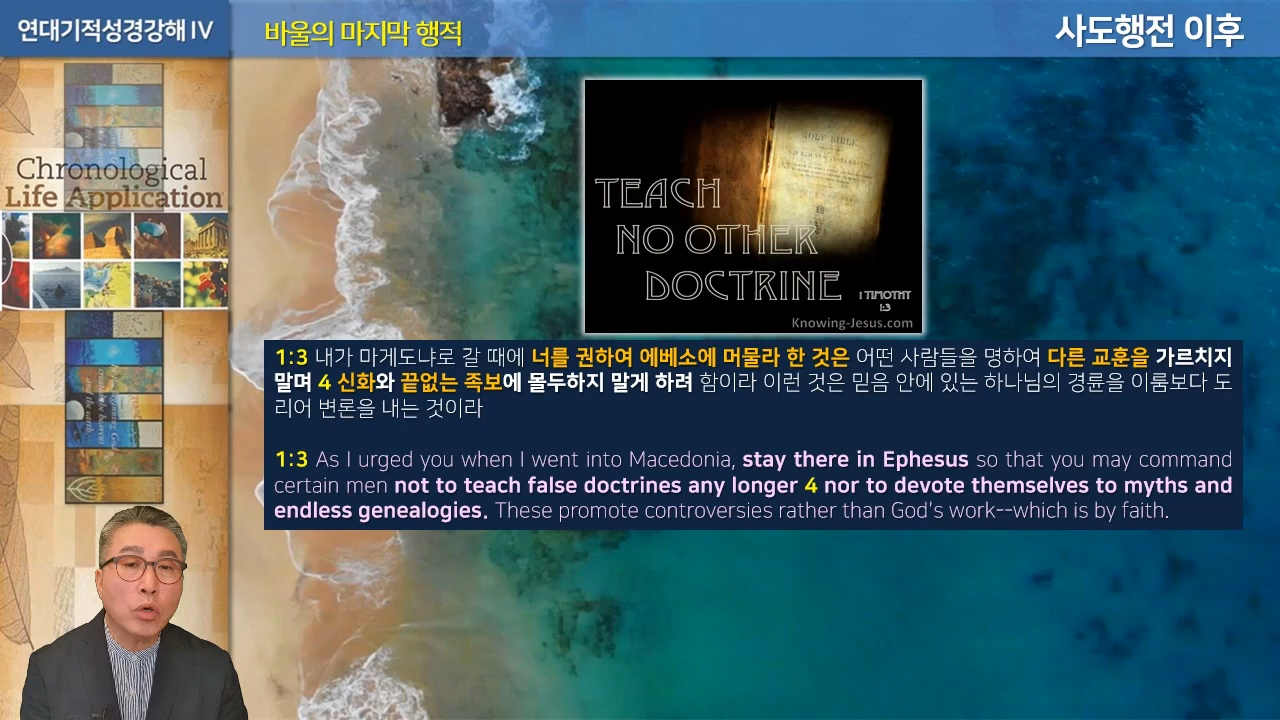 연대기적성경강해 IV
바울의 마지막 행적
사도행전 이후
Chronological
Life Application
HOLY BIBLE
TEACH
NO OTHER
DOCTRINE
1 TIMOTHY
1:3
Knowing-Jesus.com
1:3 내가 마게도냐로 갈 때에 너를 권하여 에베소에 머물라 한 것은 어떤 사람들을 명하여 다른 교훈을 가르치지
말며 4 신화와 끝없는 족보에 몰두하지 말게 하려 함이라 이런 것은 믿음 안에 있는 하나님의 경륜을 이룸보다 도
리어 변론을 내는 것이라
1:3 As I urged you when I went into Macedonia, stay there in Ephesus so that you may command
certain men not to teach false doctrines any longer 4 nor to devote themselves to myths and
endless genealogies. These promote controversies rather than God's work--which is by faith.